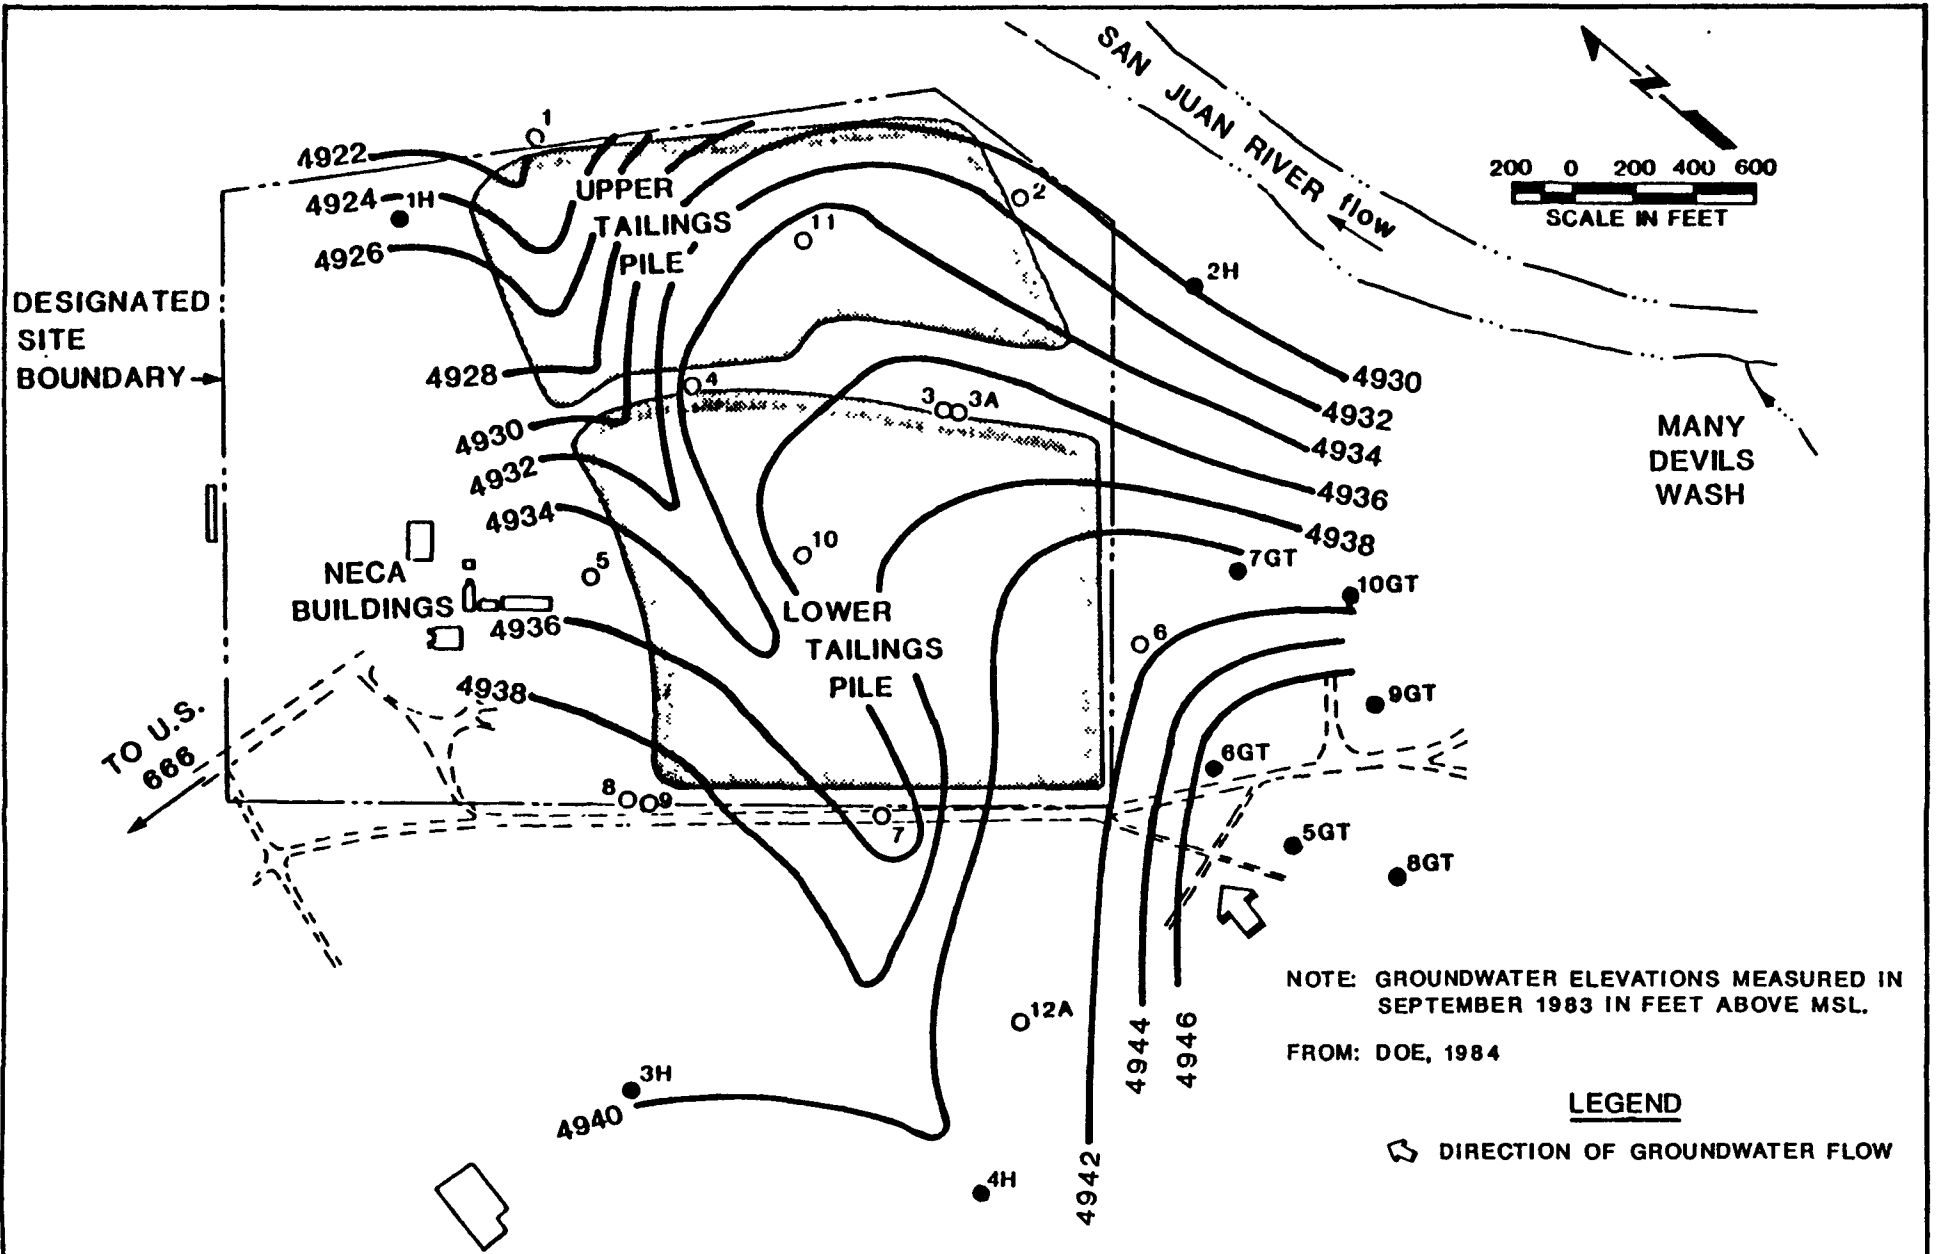 SAN JUAN RIVER flow
N
200 0 200 400 600
SCALE IN FEET
1
4922
4924
1H
4926
UPPER
TAILINGS
PILE
11
2
2H
DESIGNATED
SITE
BOUNDARY
4928
4
3
3A
4930
4932
4934
4930
4932
4934
4936
4938
MANY
DEVILS
WASH
NECA
BUILDINGS
5
10
7GT
10GT
4936
LOWER
TAILINGS
PILE
6
4938
9GT
TO U.S.
666
6GT
8
9
7
5GT
8GT
12A
3H
4940
4H
4942
4944
4946
NOTE: GROUNDWATER ELEVATIONS MEASURED IN
SEPTEMBER 1983 IN FEET ABOVE MSL.
FROM: DOE, 1984
LEGEND
DIRECTION OF GROUNDWATER FLOW